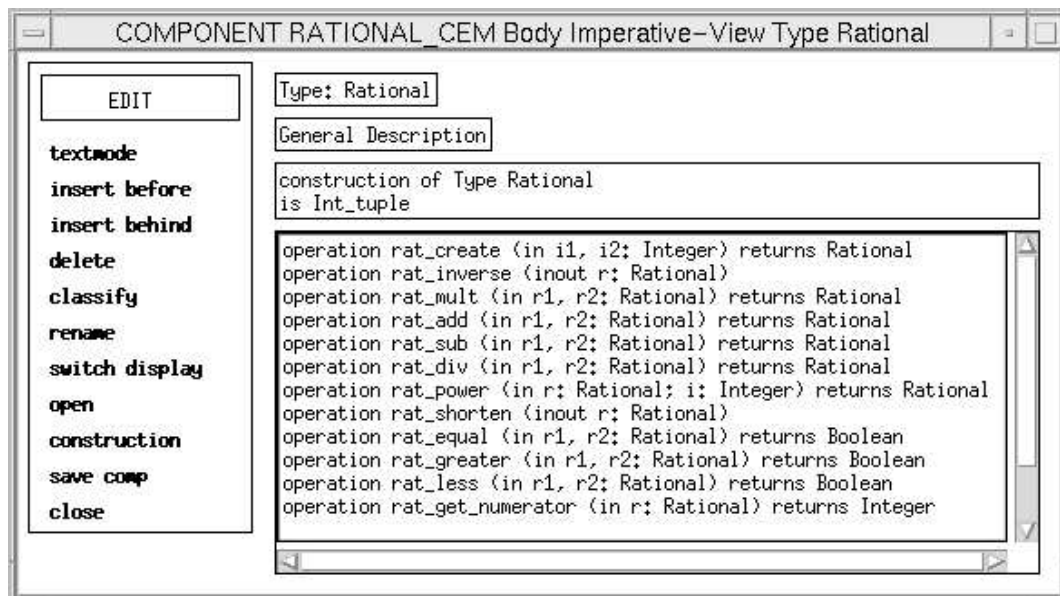 COMPONENT RATIONAL_CEM Body Imperative-View Type Rational
EDIT
textmode
insert before
insert behind
delete
classify
rename
switch display
open
construction
save comp
close
Type: Rational
General Description
construction of Type Rational
is Int_tuple
operation rat_create (in i1, i2: Integer) returns Rational
operation rat_inverse (inout r: Rational)
operation rat_mult (in r1, r2: Rational) returns Rational
operation rat_add (in r1, r2: Rational) returns Rational
operation rat_sub (in r1, r2: Rational) returns Rational
operation rat_div (in r1, r2: Rational) returns Rational
operation rat_power (in r: Rational; i: Integer) returns Rational
operation rat_shorten (inout r: Rational)
operation rat_equal (in r1, r2: Rational) returns Boolean
operation rat_greater (in r1, r2: Rational) returns Boolean
operation rat_less (in r1, r2: Rational) returns Boolean
operation rat_get_numerator (in r: Rational) returns Integer